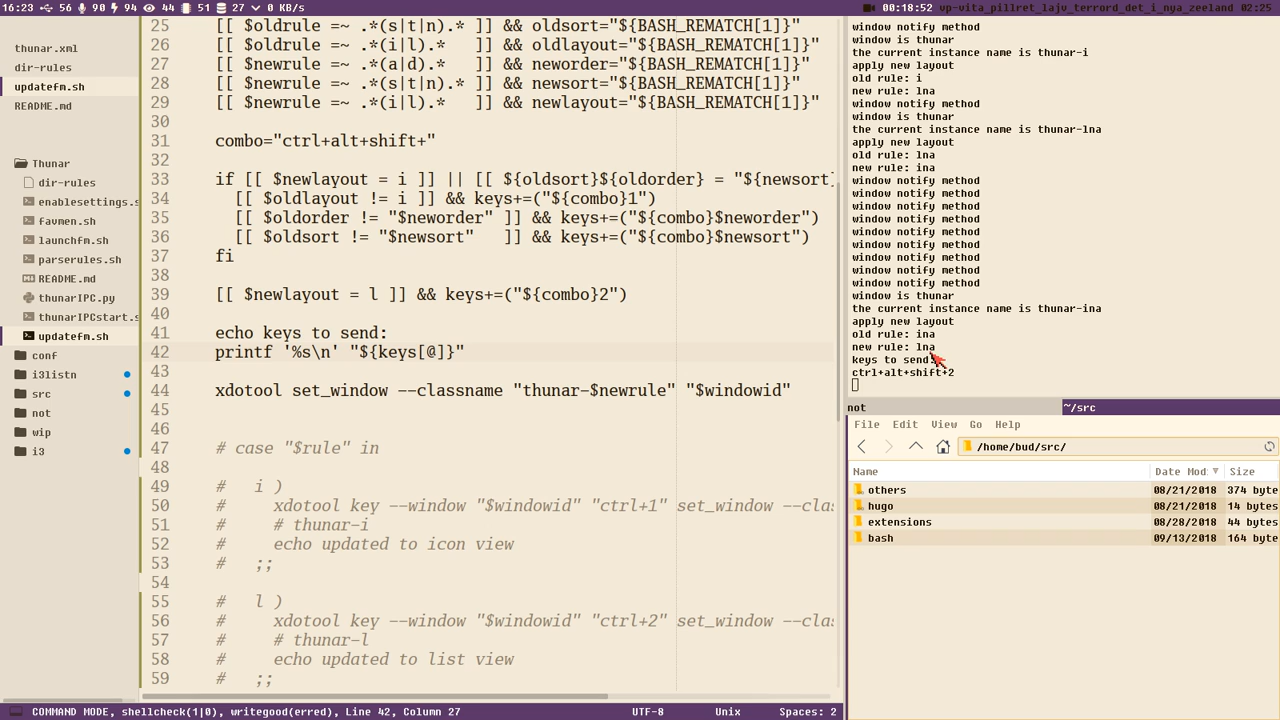 16:23 56 90 94 44 51 27 0 KB/s
00:18:52 vp-vita_pillret_lajv_terrord_det_i_nya_zeeland 02:25
thunar.xml
dir-rules
updatefm.sh
README.md
Thunar
dir-rules
enablesettings.s
favmen.sh
launchfm.sh
parserules.sh
README.md
thunarIPC.py
thunarIPCstart.s
updatefm.sh
conf
i3listn
src
not
wip
i3
25 [[ $oldrule =~ .*(s|t|n).* ]] && oldsort="${BASH_REMATCH[1]}"
26 [[ $oldrule =~ .*(i|l).*   ]] && oldlayout="${BASH_REMATCH[1]}"
27 [[ $newrule =~ .*(a|d).*   ]] && neworder="${BASH_REMATCH[1]}"
28 [[ $newrule =~ .*(s|t|n).* ]] && newsort="${BASH_REMATCH[1]}"
29 [[ $newrule =~ .*(i|l).*   ]] && newlayout="${BASH_REMATCH[1]}"
30
31 combo="ctrl+alt+shift+"
32
33 if [[ $newlayout = i ]] || [[ ${oldsort}${oldorder} = "${newsort}
34   [[ $oldlayout != i ]] && keys+=("${combo}1")
35   [[ $oldorder != "$neworder" ]] && keys+=("${combo}$neworder")
36   [[ $oldsort != "$newsort"   ]] && keys+=("${combo}$newsort")
37 fi
38
39 [[ $newlayout = l ]] && keys+=("${combo}2")
40
41 echo keys to send:
42 printf '%s\n' "${keys[@]}"
43
44 xdotool set_window --classname "thunar-$newrule" "$windowid"
45
46
47 # case "$rule" in
48
49 #   i )
50 #     xdotool key --window "$windowid" "ctrl+1" set_window --clas
51 #     # thunar-i
52 #     echo updated to icon view
53 #   ;;
54
55 #   l )
56 #     xdotool key --window "$windowid" "ctrl+2" set_window --clas
57 #     # thunar-l
58 #     echo updated to list view
59 #   ;;
window notify method
window is thunar
the current instance name is thunar-i
apply new layout
old rule: i
new rule: lna
window notify method
window is thunar
the current instance name is thunar-lna
apply new layout
old rule: lna
new rule: ina
window notify method
window notify method
window notify method
window notify method
window notify method
window notify method
window notify method
window notify method
window notify method
window is thunar
the current instance name is thunar-ina
apply new layout
old rule: ina
new rule: lna
keys to send:
ctrl+alt+shift+2
not ~/src
File Edit View Go Help
/home/bud/src/
Name Date Mod: Size
others 08/21/2018 374 byte
hugo 08/21/2018 14 bytes
extensions 08/28/2018 44 bytes
bash 09/13/2018 164 byte
COMMAND MODE, shellcheck(1|0), writegood(erred), Line 42, Column 27 UTF-8 Unix Spaces: 2